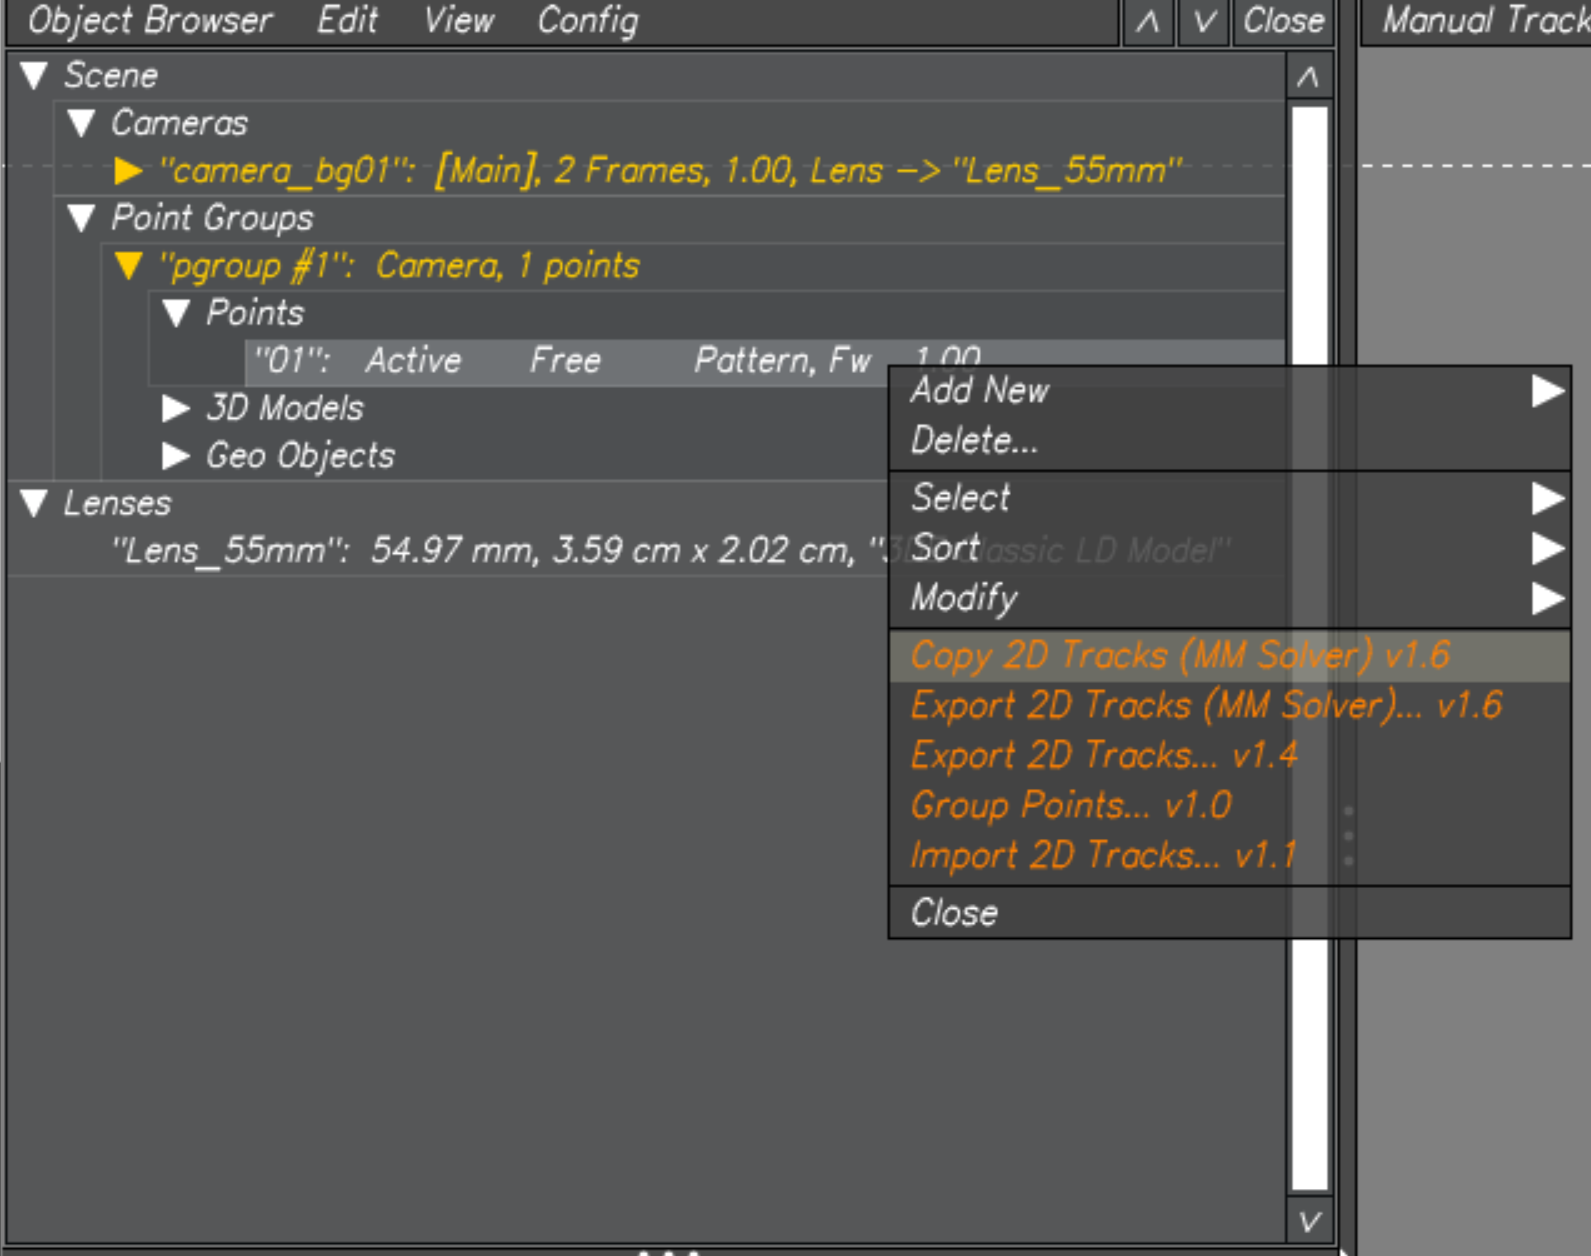 Object Browser Edit View Config Λ V Close Manual Track
Scene
Cameras
"camera_bg01": [Main], 2 Frames, 1.00, Lens -> "Lens_55mm"
Point Groups
"pgroup #1": Camera, 1 points
Points
"01": Active Free Pattern, Fw 1.00
3D Models
Geo Objects
Lenses
"Lens_55mm": 54.97 mm, 3.59 cm x 2.02 cm, "3DE Classic LD Model"
Add New
Delete...
Select
Sort
Modify
Copy 2D Tracks (MM Solver) v1.6
Export 2D Tracks (MM Solver)... v1.6
Export 2D Tracks... v1.4
Group Points... v1.0
Import 2D Tracks... v1.1
Close